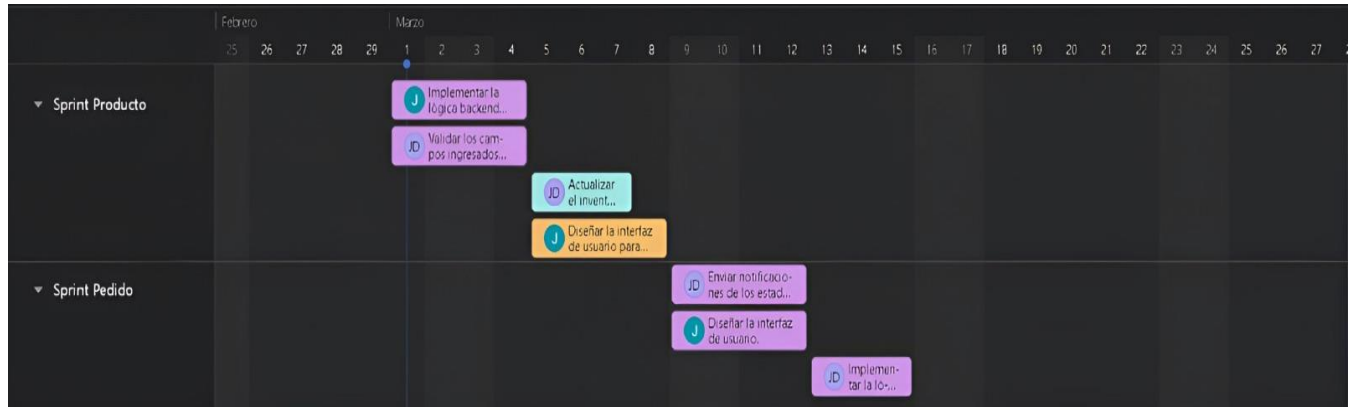 Febrero Marzo
25 26 27 28 29 1 2 3 4 5 6 7 8 9 10 11 12 13 14 15 16 17 18 19 20 21 22 23 24 25 26 27
Sprint Producto
J Implementar la
lógica backend...
JD Validar los cam-
pos ingresados...
JD Actualizar
el invent...
J Diseñar la interfaz
de usuario para...
Sprint Pedido
JD Enviar notificacio-
nes de los estad...
J Diseñar la interfaz
de usuario.
JD Implemen-
tar la ló-...